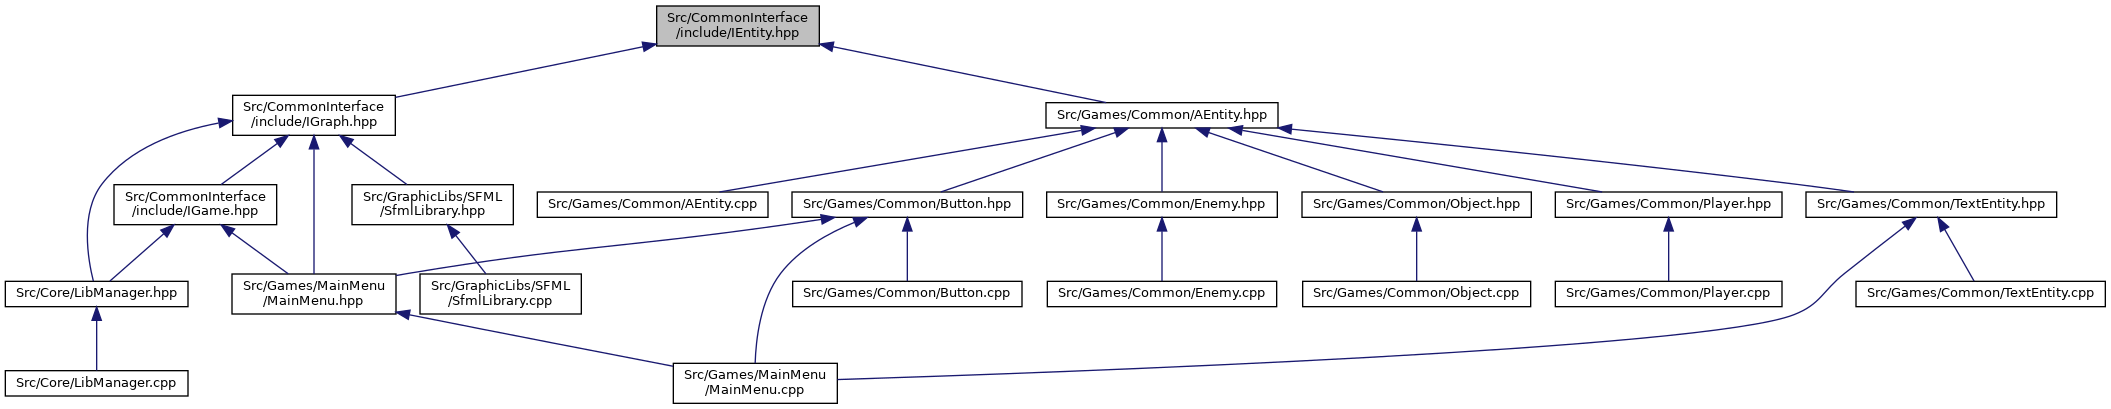 Src/CommonInterface
/include/IEntity.hpp
Src/CommonInterface
/include/IGraph.hpp
Src/Games/Common/AEntity.hpp
Src/CommonInterface
/include/IGame.hpp
Src/GraphicLibs/SFML
/SfmlLibrary.hpp
Src/Games/Common/AEntity.cpp
Src/Games/Common/Button.hpp
Src/Games/Common/Enemy.hpp
Src/Games/Common/Object.hpp
Src/Games/Common/Player.hpp
Src/Games/Common/TextEntity.hpp
Src/Core/LibManager.hpp
Src/Games/MainMenu
/MainMenu.hpp
Src/GraphicLibs/SFML
/SfmlLibrary.cpp
Src/Games/Common/Button.cpp
Src/Games/Common/Enemy.cpp
Src/Games/Common/Object.cpp
Src/Games/Common/Player.cpp
Src/Games/Common/TextEntity.cpp
Src/Core/LibManager.cpp
Src/Games/MainMenu
/MainMenu.cpp